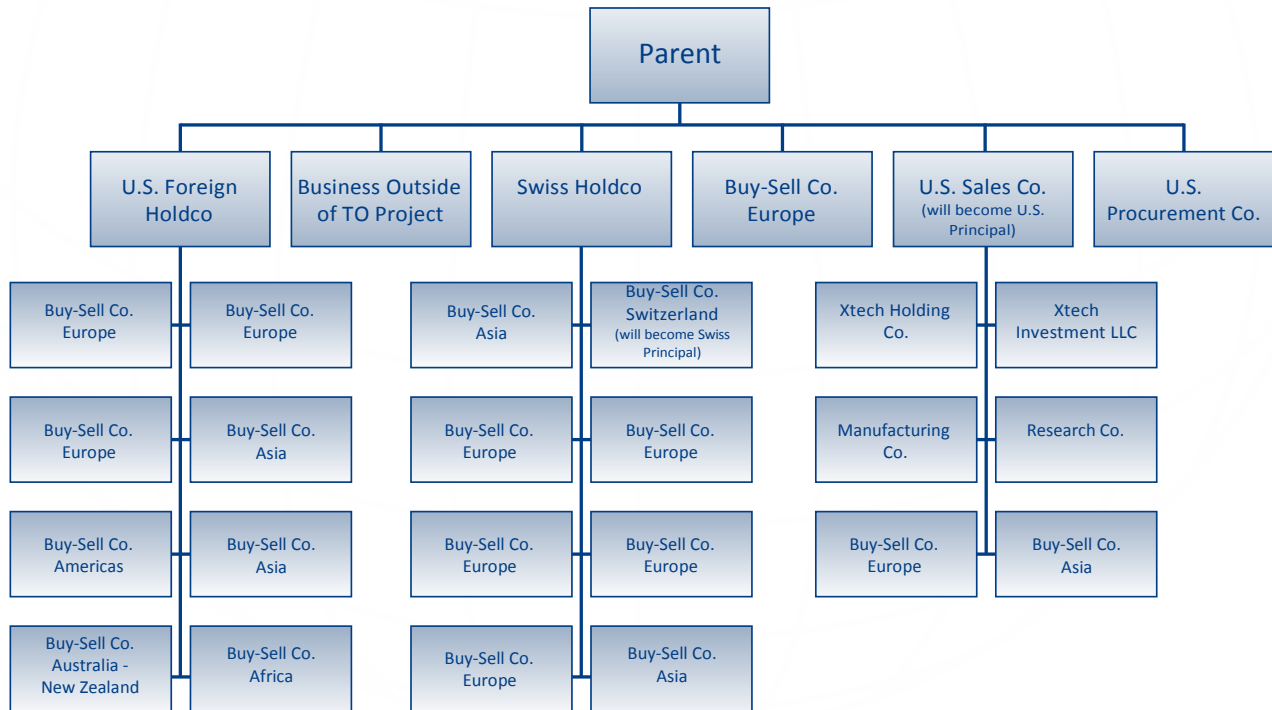 Parent
U.S. Foreign
Holdco
Business Outside
of TO Project
Swiss Holdco
Buy-Sell Co.
Europe
U.S. Sales Co.
(will become U.S.
Principal)
U.S.
Procurement Co.
Buy-Sell Co.
Europe
Buy-Sell Co.
Europe
Buy-Sell Co.
Asia
Buy-Sell Co.
Switzerland
(will become Swiss
Principal)
Xtech Holding
Co.
Xtech
Investment LLC
Buy-Sell Co.
Europe
Buy-Sell Co.
Asia
Buy-Sell Co.
Europe
Buy-Sell Co.
Europe
Manufacturing
Co.
Research Co.
Buy-Sell Co.
Americas
Buy-Sell Co.
Asia
Buy-Sell Co.
Europe
Buy-Sell Co.
Europe
Buy-Sell Co.
Europe
Buy-Sell Co.
Asia
Buy-Sell Co.
Australia -
New Zealand
Buy-Sell Co.
Africa
Buy-Sell Co.
Europe
Buy-Sell Co.
Asia